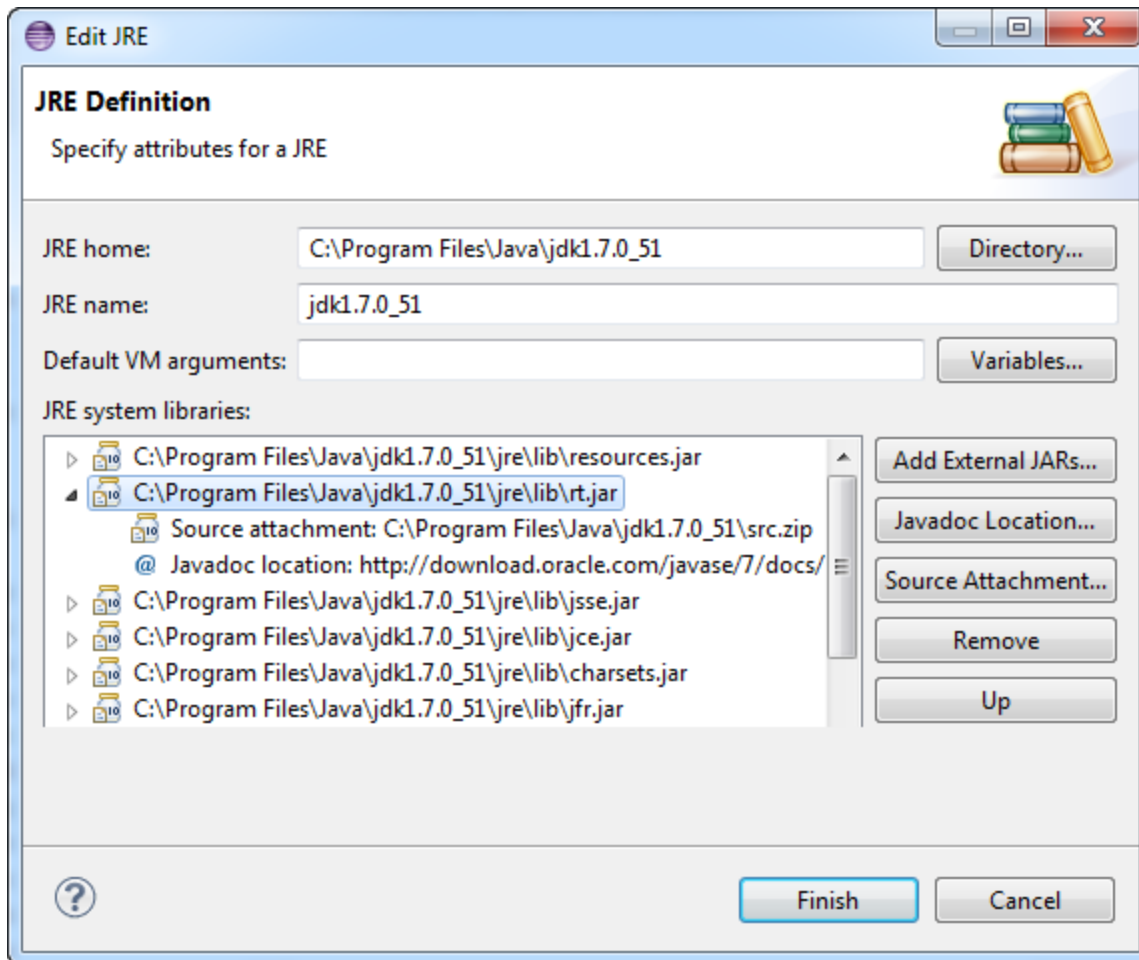 Edit JRE
JRE Definition
Specify attributes for a JRE
JRE home: C:\Program Files\Java\jdk1.7.0_51 Directory...
JRE name: jdk1.7.0_51
Default VM arguments: Variables...
JRE system libraries:
C:\Program Files\Java\jdk1.7.0_51\jre\lib\resources.jar
C:\Program Files\Java\jdk1.7.0_51\jre\lib\rt.jar
Source attachment: C:\Program Files\Java\jdk1.7.0_51\src.zip
@ Javadoc location: http://download.oracle.com/javase/7/docs/
C:\Program Files\Java\jdk1.7.0_51\jre\lib\jsse.jar
C:\Program Files\Java\jdk1.7.0_51\jre\lib\jce.jar
C:\Program Files\Java\jdk1.7.0_51\jre\lib\charsets.jar
C:\Program Files\Java\jdk1.7.0_51\jre\lib\jfr.jar
Add External JARs...
Javadoc Location...
Source Attachment...
Remove
Up
? Finish Cancel